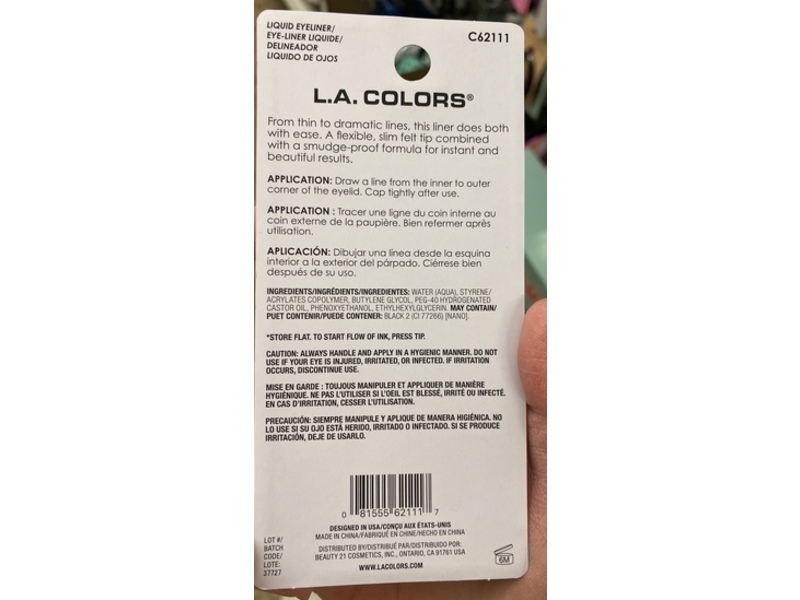 LIQUID EYELINER/
EYE-LINER LIQUIDE/
DELINEADOR
LIQUIDO DE OJOS
C62111
L.A. COLORS®
From thin to dramatic lines, this liner does both
with ease. A flexible, slim felt tip combined
with a smudge-proof formula for instant and
beautiful results.
APPLICATION: Draw a line from the inner to outer
corner of the eyelid. Cap tightly after use.
APPLICATION : Tracer une ligne du coin interne au
coin externe de la paupière. Bien refermer après
utilisation.
APLICACIÓN: Dibujar una línea desde la esquina
interior a la exterior del párpado. Ciérrese bien
después de su uso.
INGREDIENTS/INGRÉDIENTS/INGREDIENTES: WATER (AQUA), STYRENE/
ACRYLATES COPOLYMER, BUTYLENE GLYCOL, PEG-40 HYDROGENATED
CASTOR OIL, PHENOXYETHANOL, ETHYLHEXYLGLYCERIN. MAY CONTAIN/
PUET CONTENIR/PUEDE CONTENER: BLACK 2 (CI 77266) [NANO].
*STORE FLAT. TO START FLOW OF INK, PRESS TIP.
CAUTION: ALWAYS HANDLE AND APPLY IN A HYGIENIC MANNER. DO NOT
USE IF YOUR EYE IS INJURED, IRRITATED, OR INFECTED. IF IRRITATION
OCCURS, DISCONTINUE USE.
MISE EN GARDE : TOUJOUS MANIPULER ET APPLIQUER DE MANIÈRE
HYGIÉNIQUE. NE PAS L'UTILISER SI L'OEIL EST BLESSÉ, IRRITÉ OU INFECTÉ.
EN CAS D'IRRITATION, CESSER L'UTILISATION.
PRECAUCIÓN: SIEMPRE MANIPULE Y APLIQUE DE MANERA HIGIÉNICA. NO
LO USE SI SU OJO ESTÁ HERIDO, IRRITADO O INFECTADO. SI SE PRODUCE
IRRITACIÓN, DEJE DE USARLO.
0 81555 62111 7
DESIGNED IN USA/CONÇU AUX ÉTATS-UNIS
MADE IN CHINA/FABRIQUÉ EN CHINE/HECHO EN CHINA
DISTRIBUTED BY/DISTRIBUÉ PAR/DISTRIBUIDO POR:
BEAUTY 21 COSMETICS, INC., ONTARIO, CA 91761 USA
WWW.LACOLORS.COM
LOT #/
BATCH
CODE/
LOTE:
37727
6M